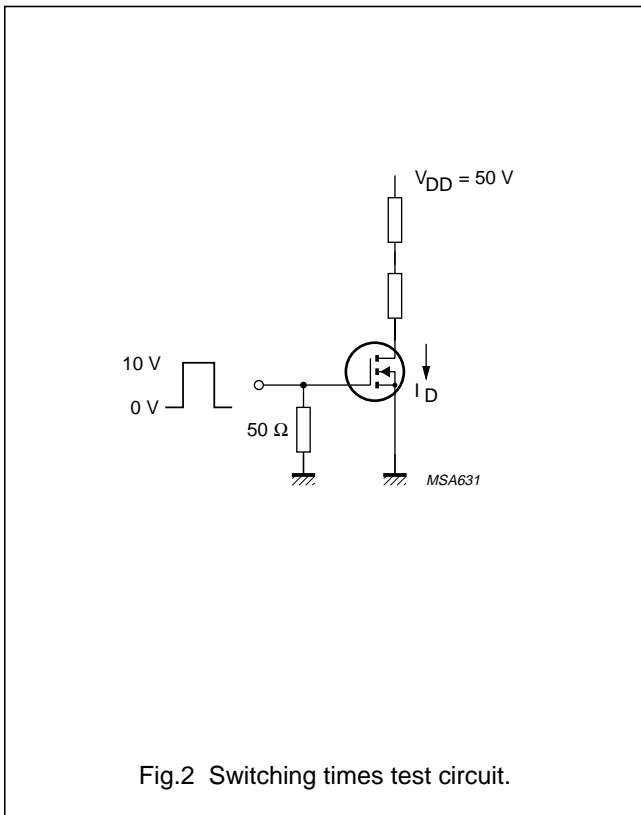 V_DD = 50 V
10 V
0 V
I_D
50 Ω
MSA631
Fig.2 Switching times test circuit.